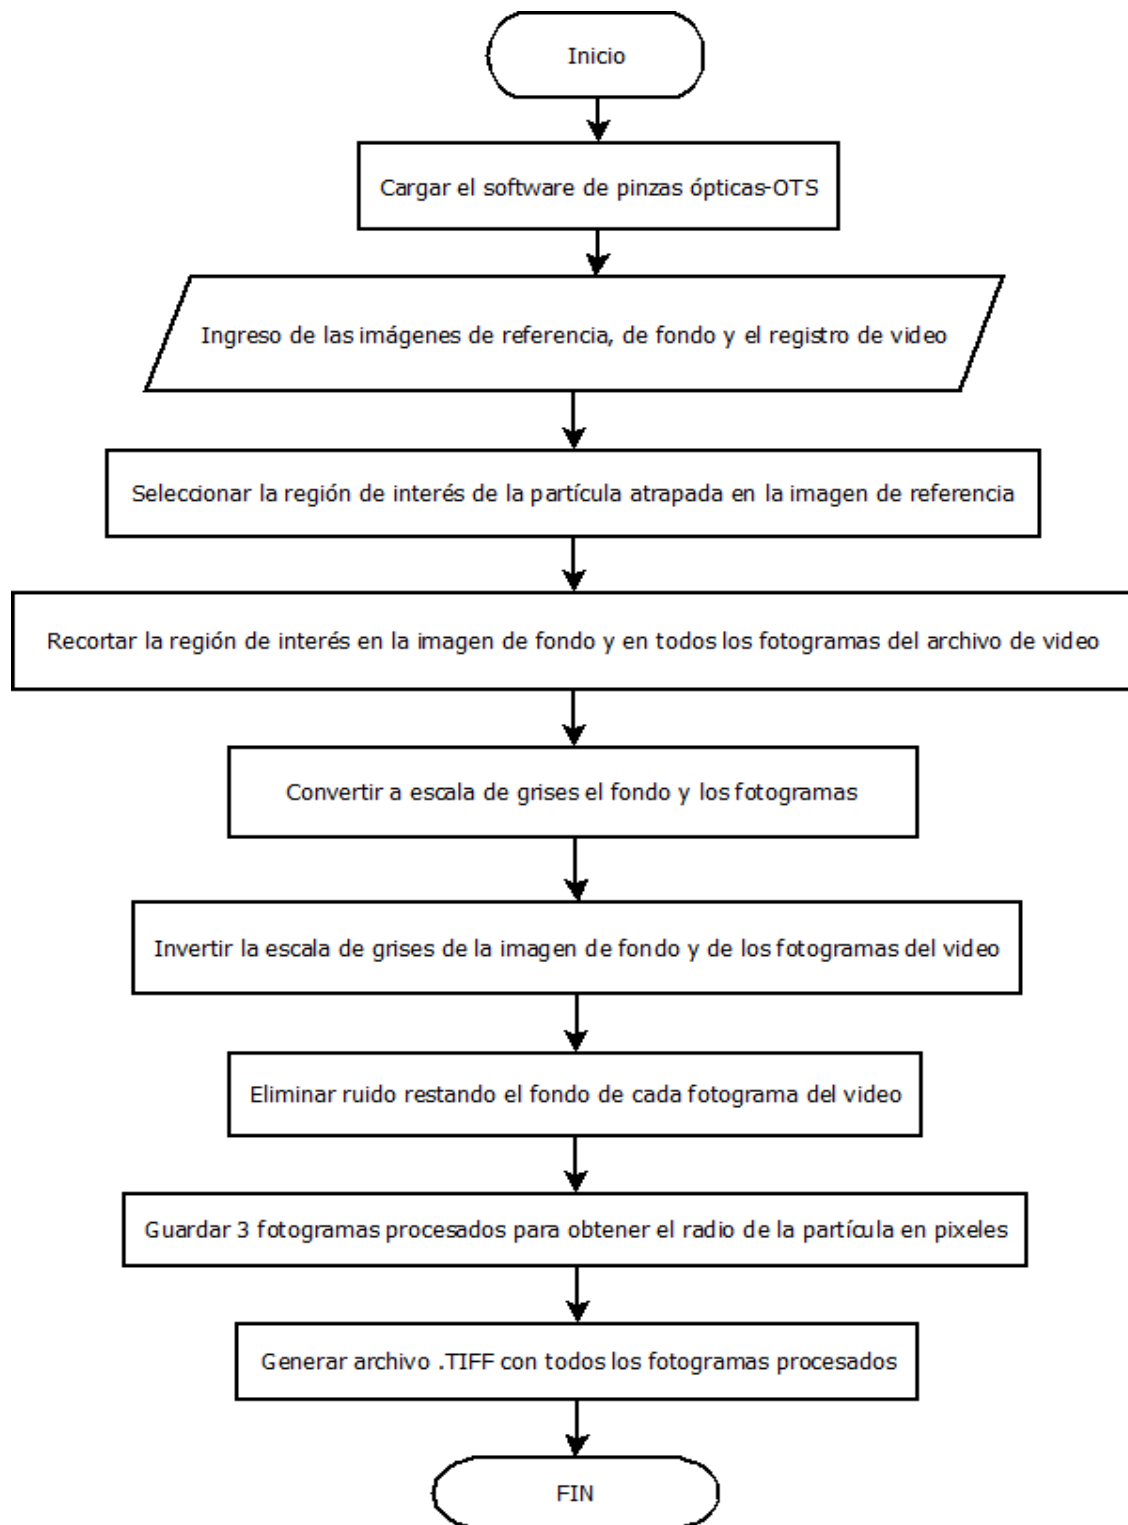 Inicio
Cargar el software de pinzas ópticas-OTS
Ingreso de las imágenes de referencia, de fondo y el registro de video
Seleccionar la región de interés de la partícula atrapada en la imagen de referencia
Recortar la región de interés en la imagen de fondo y en todos los fotogramas del archivo de video
Convertir a escala de grises el fondo y los fotogramas
Invertir la escala de grises de la imagen de fondo y de los fotogramas del video
Eliminar ruido restando el fondo de cada fotograma del video
Guardar 3 fotogramas procesados para obtener el radio de la partícula en pixeles
Generar archivo .TIFF con todos los fotogramas procesados
FIN